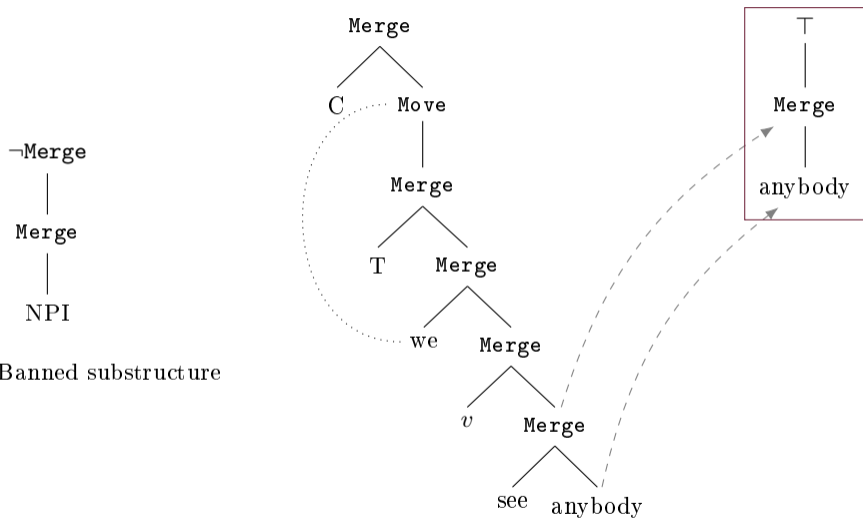 Merge
C
Move
Merge
T
Merge
we
Merge
v
Merge
see anybody
¬Merge
Merge
NPI
Banned substructure
⊤
Merge
anybody